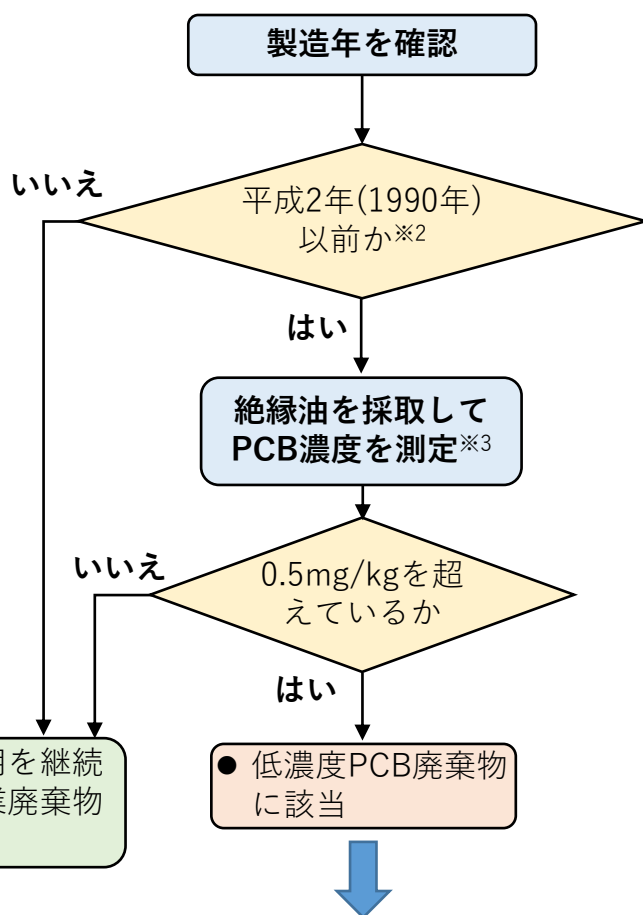 製造年を確認
いいえ
平成2年(1990年)
以前か※2
はい
絶縁油を採取して
PCB濃度を測定※3
いいえ
0.5mg/kgを超
えているか
はい
を継続
廃棄物
● 低濃度PCB廃棄物
に該当